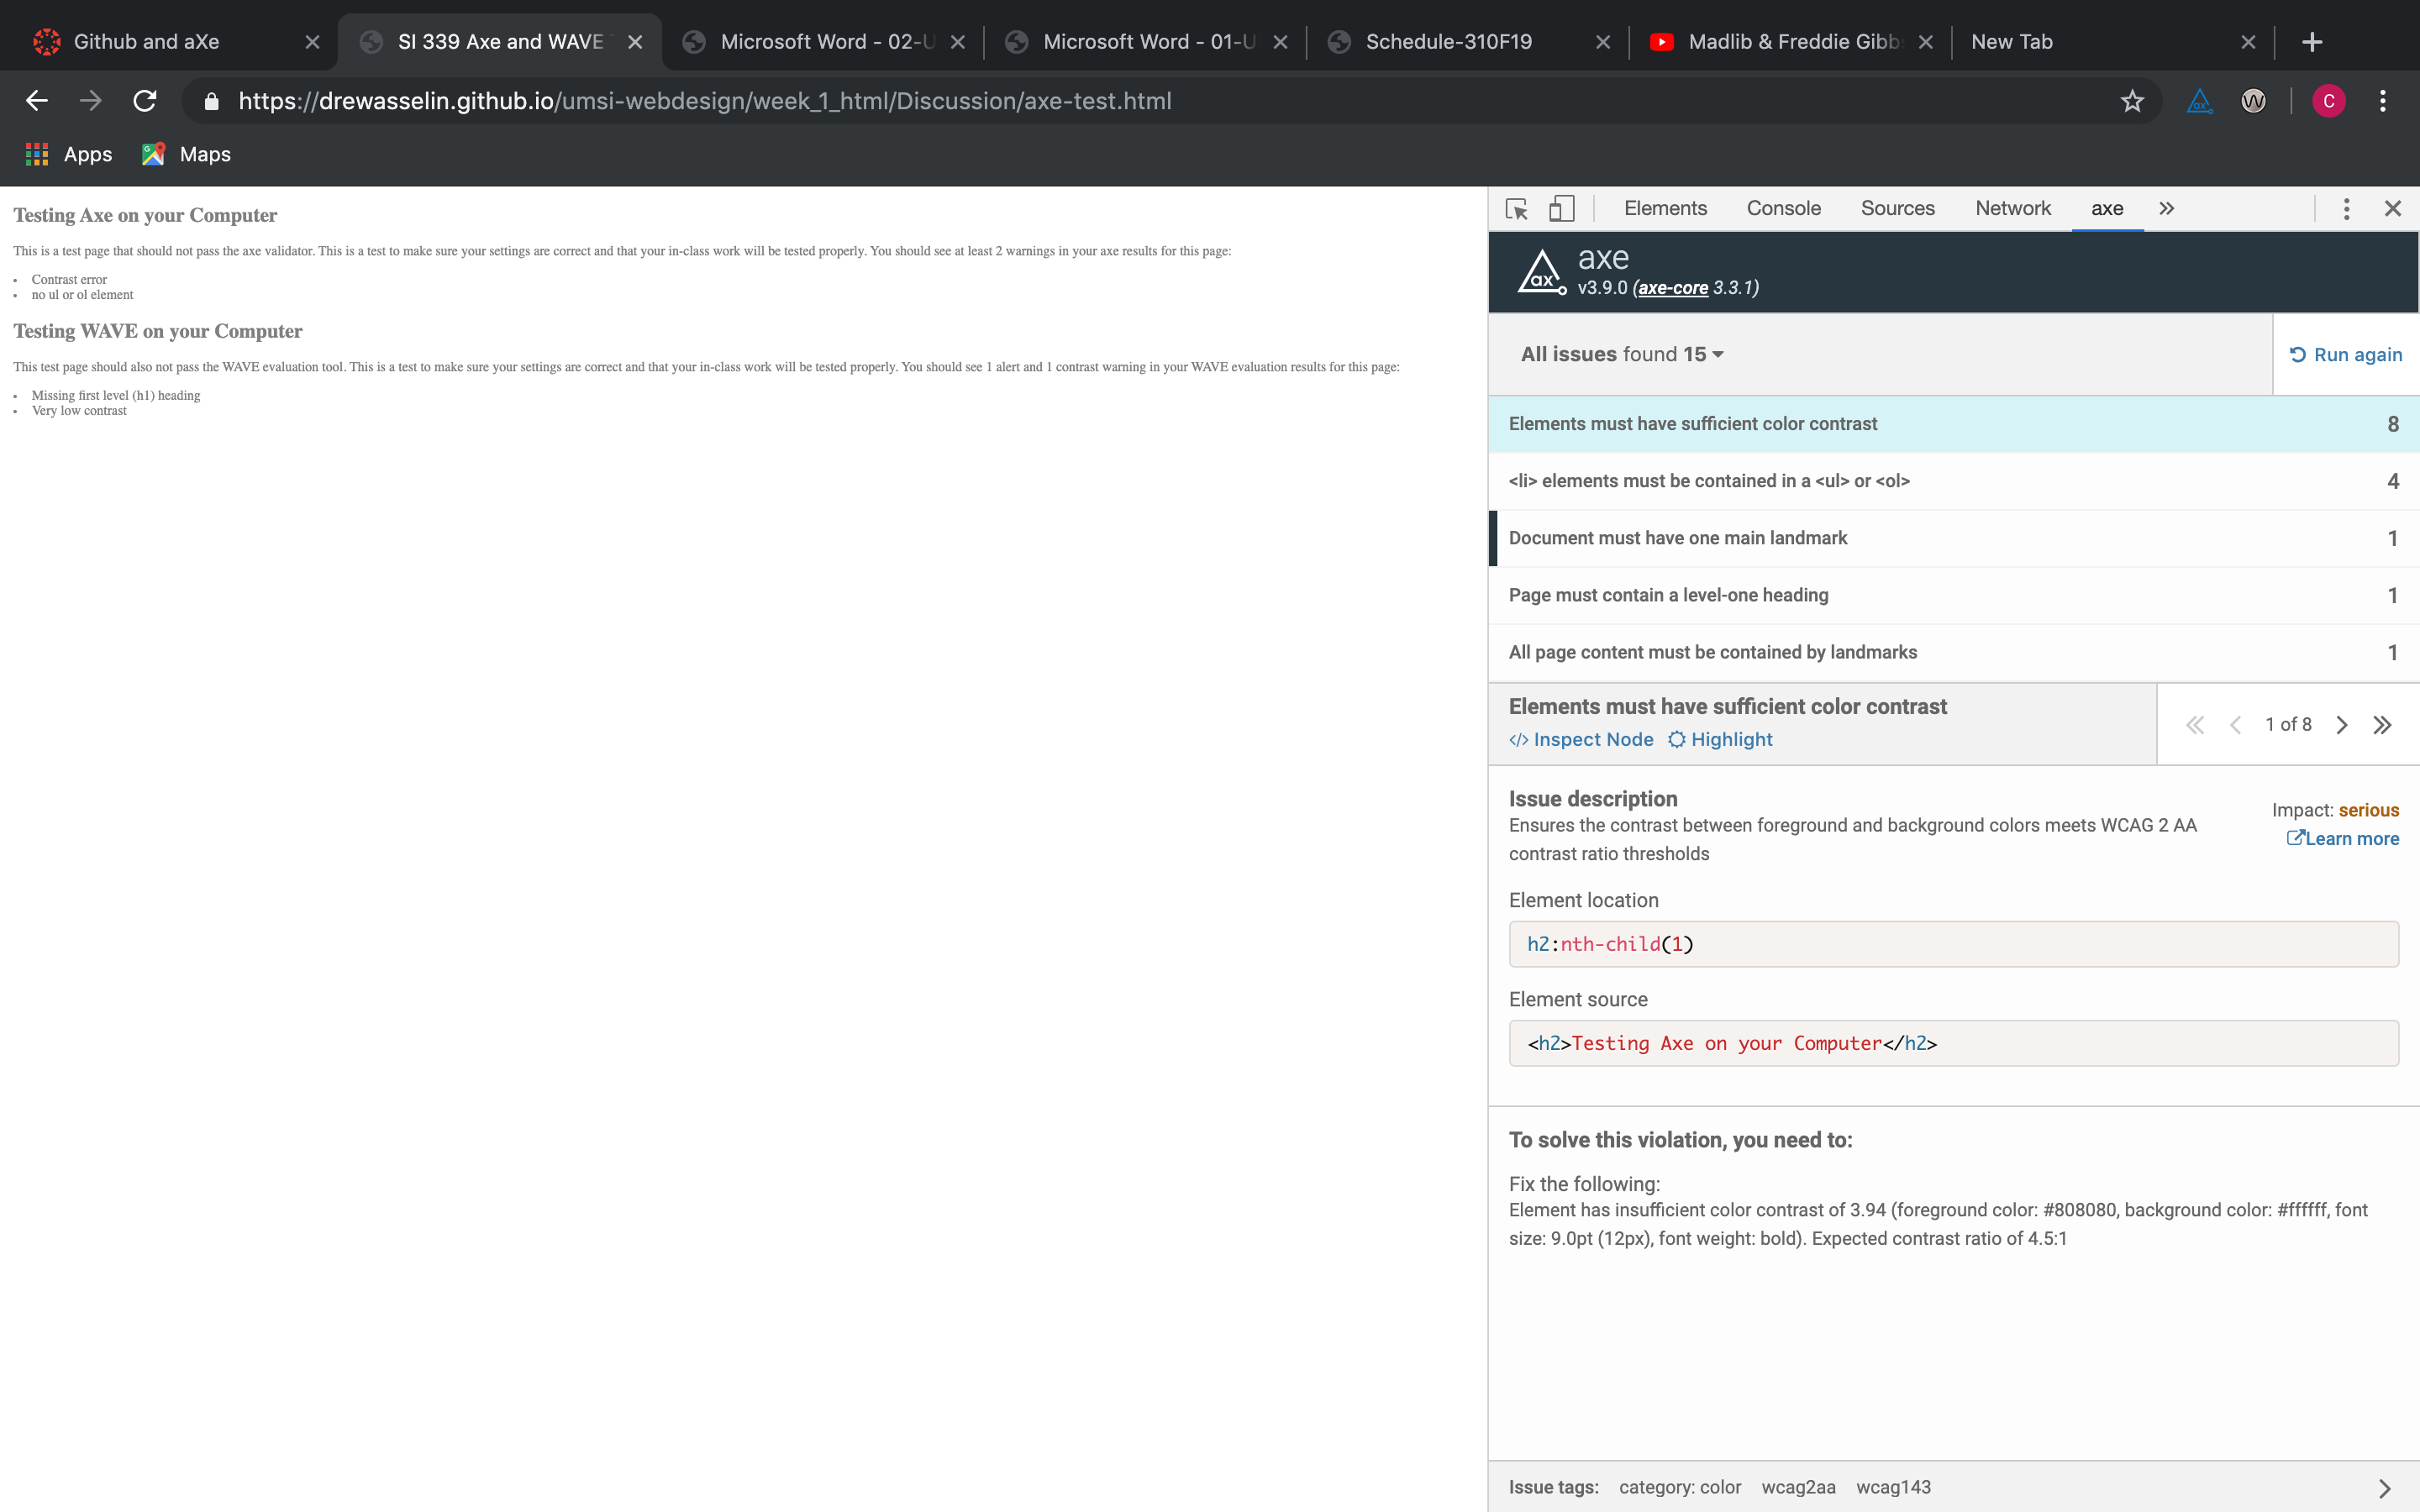 Github and aXe
SI 339 Axe and WAVE
Microsoft Word - 02-U
Microsoft Word - 01-U
Schedule-310F19
Madlib & Freddie Gibb
New Tab
https://drewasselin.github.io/umsi-webdesign/week_1_html/Discussion/axe-test.html
C
Apps
Maps
Testing Axe on your Computer
This is a test page that should not pass the axe validator. This is a test to make sure your settings are correct and that your in-class work will be tested properly. You should see at least 2 warnings in your axe results for this page:
• Contrast error
• no ul or ol element
Testing WAVE on your Computer
This test page should also not pass the WAVE evaluation tool. This is a test to make sure your settings are correct and that your in-class work will be tested properly. You should see 1 alert and 1 contrast warning in your WAVE evaluation results for this page:
• Missing first level (h1) heading
• Very low contrast
Elements Console Sources Network axe
ax
axe
v3.9.0 (axe-core 3.3.1)
All issues found 15
Run again
Elements must have sufficient color contrast 8
<li> elements must be contained in a <ul> or <ol> 4
Document must have one main landmark 1
Page must contain a level-one heading 1
All page content must be contained by landmarks 1
Elements must have sufficient color contrast
</> Inspect Node Highlight
1 of 8
Issue description
Ensures the contrast between foreground and background colors meets WCAG 2 AA
contrast ratio thresholds
Impact: serious
Learn more
Element location
h2:nth-child(1)
Element source
<h2>Testing Axe on your Computer</h2>
To solve this violation, you need to:
Fix the following:
Element has insufficient color contrast of 3.94 (foreground color: #808080, background color: #ffffff, font
size: 9.0pt (12px), font weight: bold). Expected contrast ratio of 4.5:1
Issue tags: category: color wcag2aa wcag143